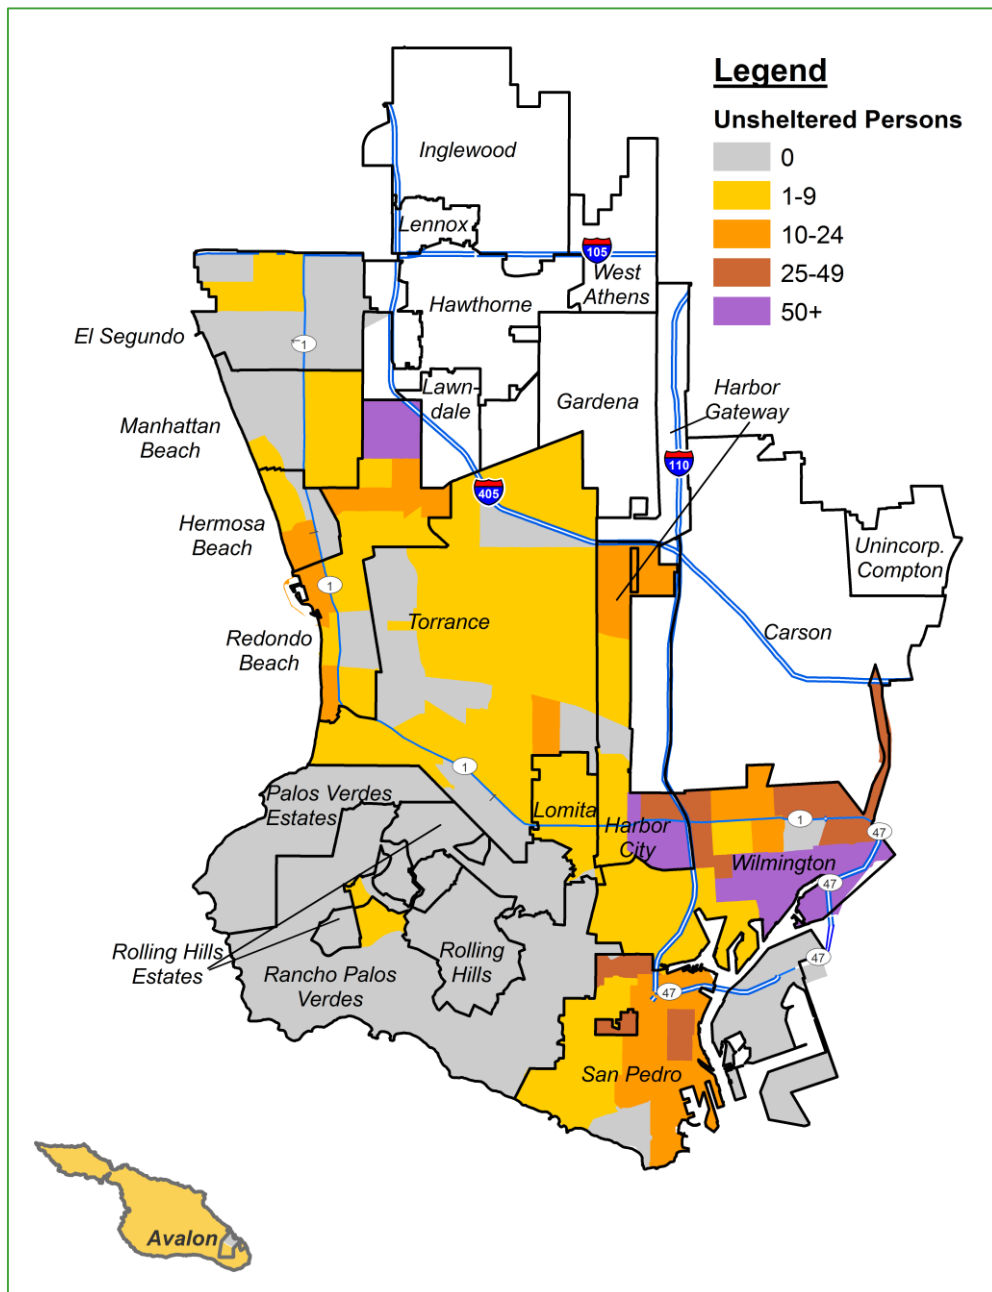 Legend
Unsheltered Persons
0
1-9
10-24
25-49
50+
Inglewood
Lennox
105
West
Athens
Hawthorne
El Segundo
1
Lawn-
dale
Gardena
Harbor
Gateway
Manhattan
Beach
110
405
Hermosa
Beach
Unincorp.
Compton
1
Torrance
Carson
Redondo
Beach
1
Palos Verdes
Estates
Lomita
Harbor
City
1
47
Wilmington
47
Rolling Hills
Estates
Rancho Palos
Verdes
Rolling
Hills
47
47
San Pedro
Avalon